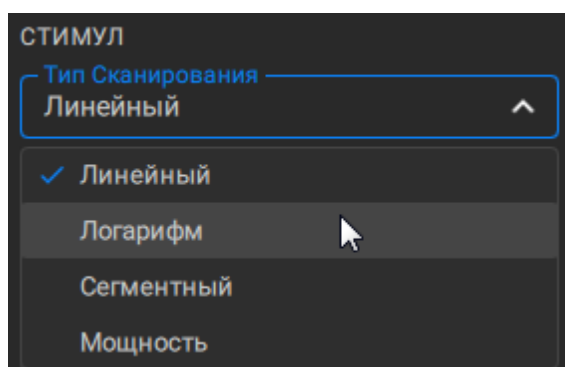 СТИМУЛ
Тип Сканирования
Линейный
Линейный
Логарифм
Сегментный
Мощность